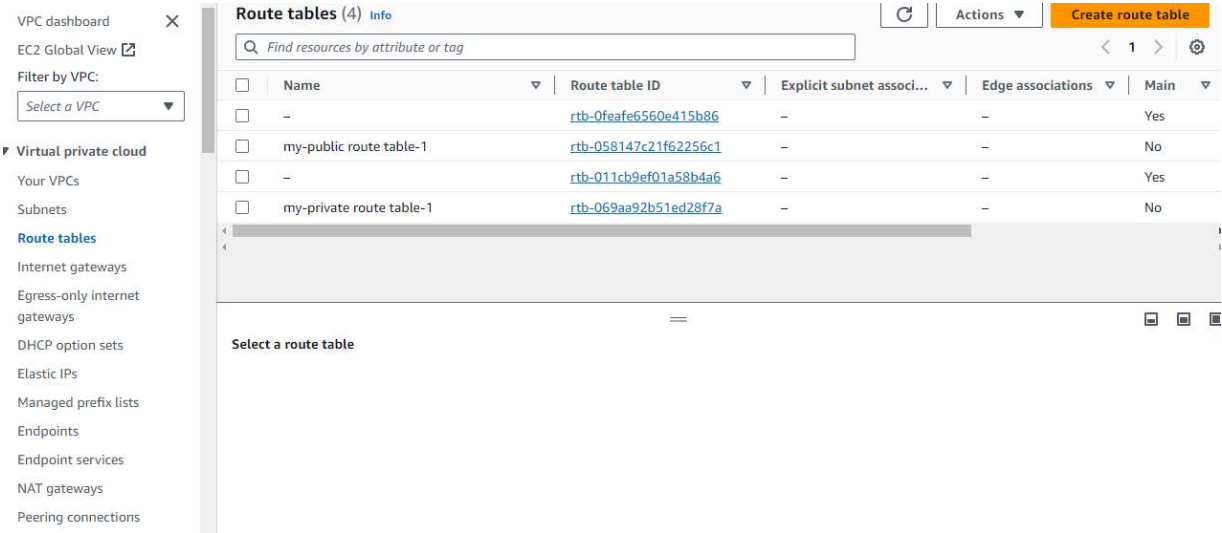 VPC dashboard
EC2 Global View
Filter by VPC:
Select a VPC
Virtual private cloud
Your VPCs
Subnets
Route tables
Internet gateways
Egress-only internet
gateways
DHCP option sets
Elastic IPs
Managed prefix lists
Endpoints
Endpoint services
NAT gateways
Peering connections
Route tables (4) Info
Actions
Create route table
Find resources by attribute or tag
1
Name Route table ID Explicit subnet associ... Edge associations Main
– rtb-0feafe6560e415b86 – – Yes
my-public route table-1 rtb-058147c21f62256c1 – – No
– rtb-011cb9ef01a58b4a6 – – Yes
my-private route table-1 rtb-069aa92b51ed28f7a – – No
Select a route table